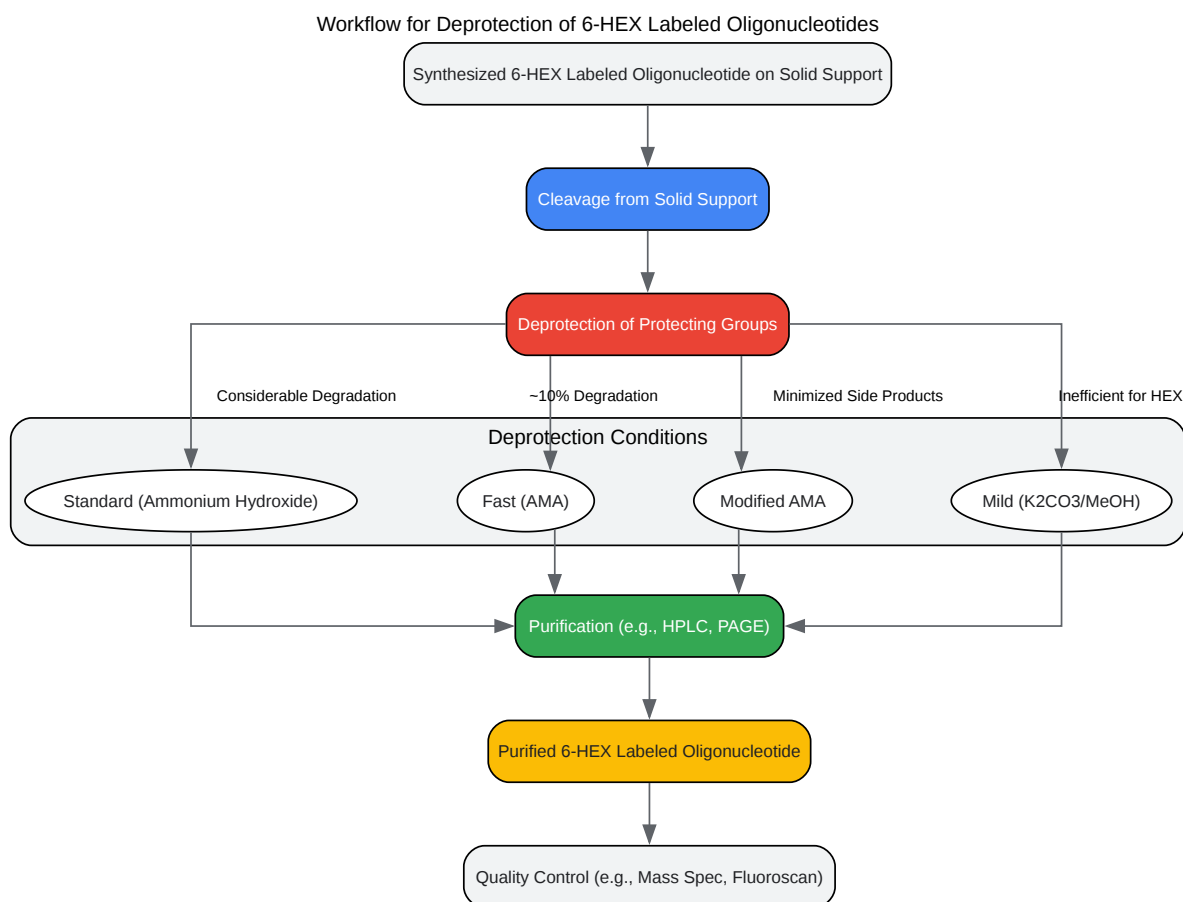 Workflow for Deprotection of 6-HEX Labeled Oligonucleotides
Synthesized 6-HEX Labeled Oligonucleotide on Solid Support
Cleavage from Solid Support
Deprotection of Protecting Groups
Considerable Degradation
~10% Degradation
Minimized Side Products
Inefficient for HEX
Deprotection Conditions
Standard (Ammonium Hydroxide)
Fast (AMA)
Modified AMA
Mild (K2CO3/MeOH)
Purification (e.g., HPLC, PAGE)
Purified 6-HEX Labeled Oligonucleotide
Quality Control (e.g., Mass Spec, Fluoroscan)